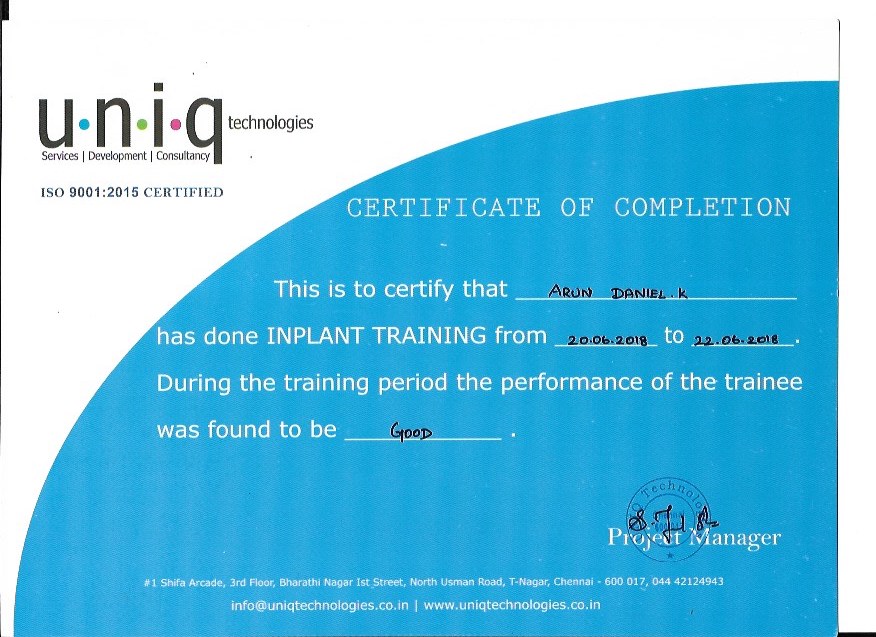 u·n·i·q technologies
Services | Development | Consultancy
ISO 9001:2015 CERTIFIED
CERTIFICATE OF COMPLETION
This is to certify that ARUN DANIEL.K
has done INPLANT TRAINING from 20.06.2018 to 22.06.2018.
During the training period the performance of the trainee
was found to be GOOD .
Technolo
Project Manager
#1 Shifa Arcade, 3rd Floor, Bharathi Nagar Ist Street, North Usman Road, T-Nagar, Chennai - 600 017, 044 42124943
info@uniqtechnologies.co.in | www.uniqtechnologies.co.in